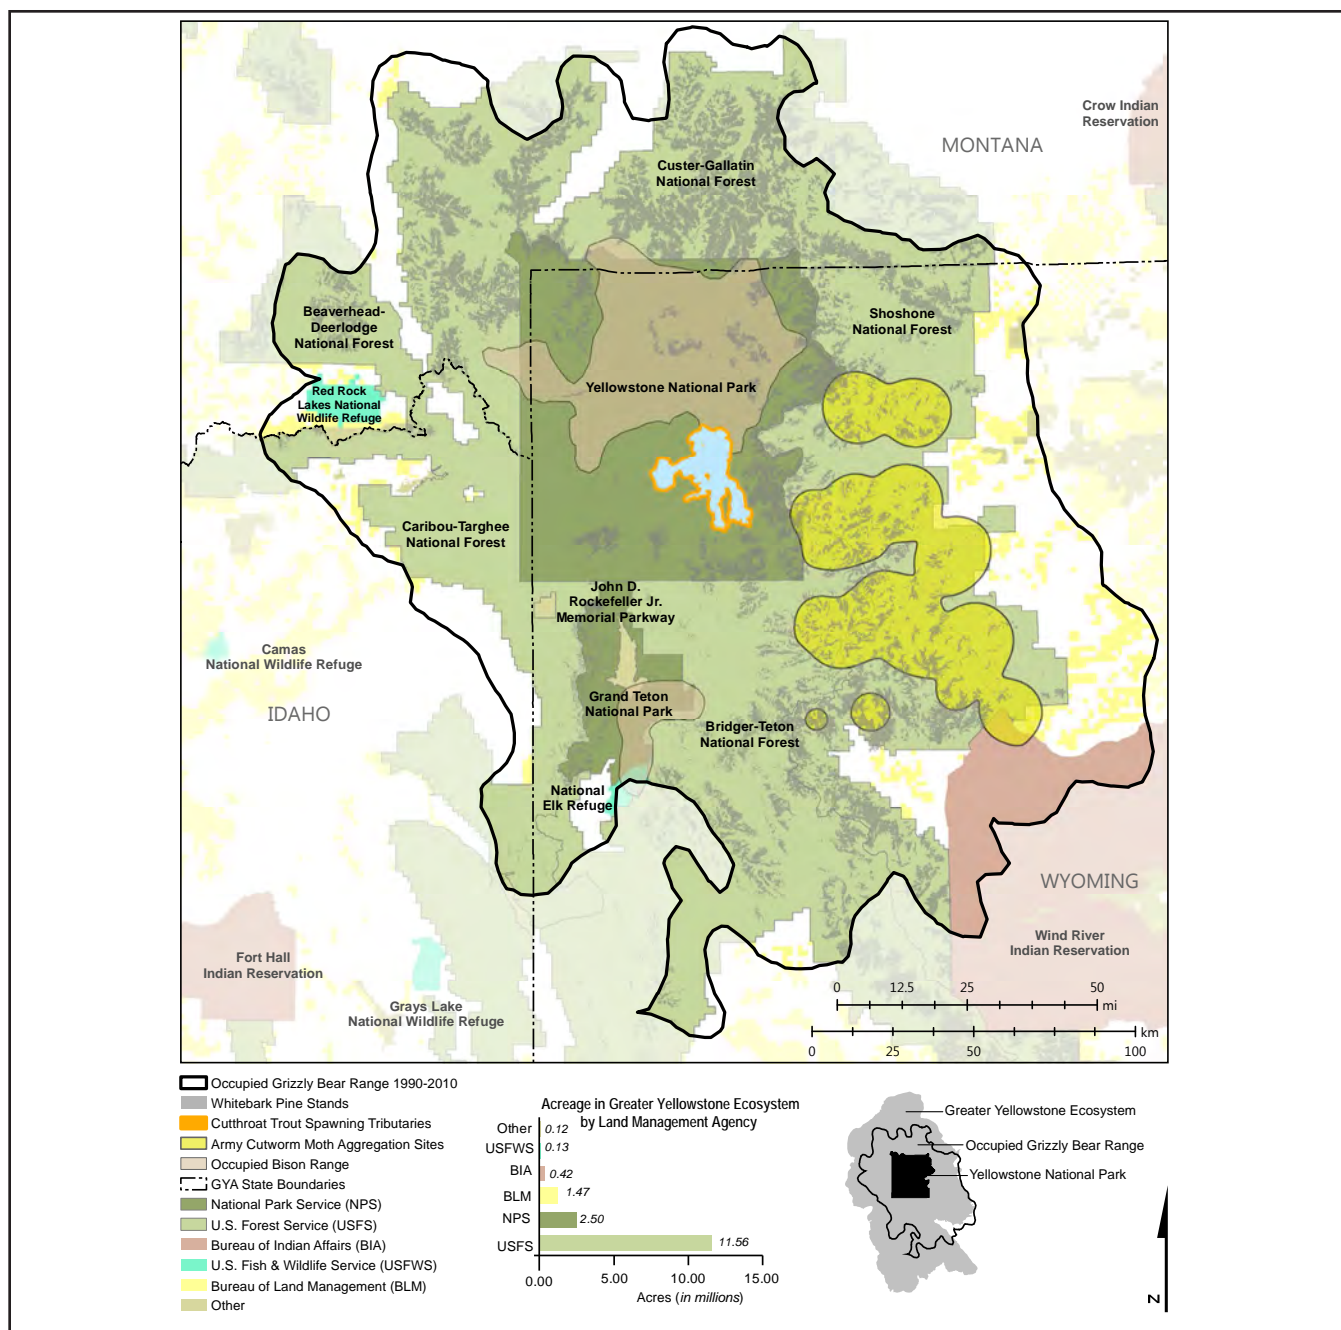 Crow Indian
Reservation
MONTANA
Custer-Gallatin
National Forest
Beaverhead-
Deerlodge
National Forest
Shoshone
National Forest
Red Rock
Lakes National
Wildlife Refuge
Yellowstone National Park
Caribou-Targhee
National Forest
John D.
Rockefeller Jr.
Memorial Parkway
Camas
National Wildlife Refuge
IDAHO
Grand Teton
National Park
Bridger-Teton
National Forest
National
Elk Refuge
WYOMING
Wind River
Indian Reservation
Fort Hall
Indian Reservation
Grays Lake
National Wildlife Refuge
0 12.5 25 50
mi
km
0 25 50 100
Occupied Grizzly Bear Range 1990-2010
Whitebark Pine Stands
Cutthroat Trout Spawning Tributaries
Army Cutworm Moth Aggregation Sites
Occupied Bison Range
GYA State Boundaries
National Park Service (NPS)
U.S. Forest Service (USFS)
Bureau of Indian Affairs (BIA)
U.S. Fish & Wildlife Service (USFWS)
Bureau of Land Management (BLM)
Other
Acreage in Greater Yellowstone Ecosystem
by Land Management Agency
Other 0.12
USFWS 0.13
BIA 0.42
BLM 1.47
NPS 2.50
USFS 11.56
0.00 5.00 10.00 15.00
Acres (in millions)
Greater Yellowstone Ecosystem
Occupied Grizzly Bear Range
Yellowstone National Park
N